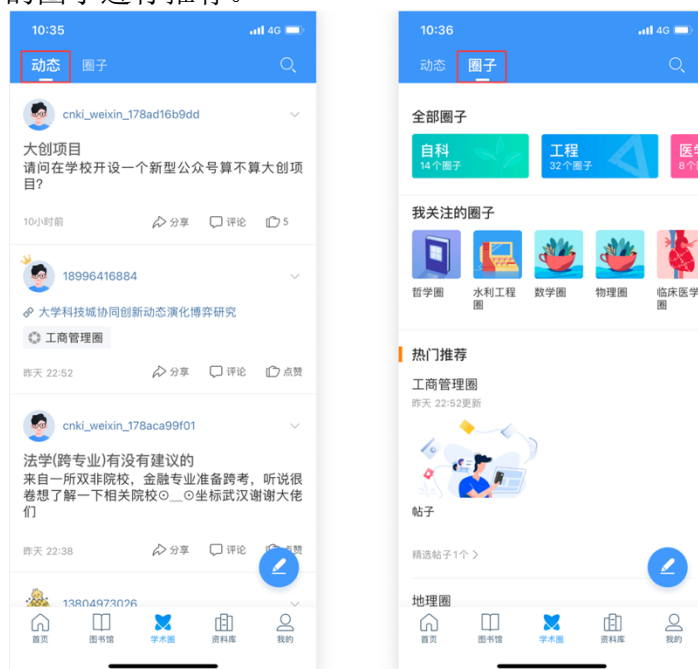 的圈子进行推荐。
10:35
4G
动态 圈子
cnki_weixin_178ad16b9dd
大创项目
请问在学校开设一个新型公众号算不算大创项
目?
10小时前 分享 评论 5
18996416884
大学科技城协同创新动态演化博弈研究
工商管理圈
昨天 22:52 分享 评论 点赞
cnki_weixin_178aca99f01
法学(跨专业)有没有建议的
来自一所双非院校，金融专业准备跨考，听说很
卷想了解一下相关院校⊙__⊙坐标武汉谢谢大佬
们
昨天 22:38 分享 评论 赞
13804973026
首页 图书馆 学术圈 资料库 我的
10:36
4G
动态 圈子
全部圈子
自科 工程 医
14个圈子 32个圈子 8个
我关注的圈子
哲学圈 水利工程 数学圈 物理圈 临床医学
圈 圈
热门推荐
工商管理圈
昨天 22:52更新
帖子
精选帖子1个 >
地理圈
首页 图书馆 学术圈 资料库 我的